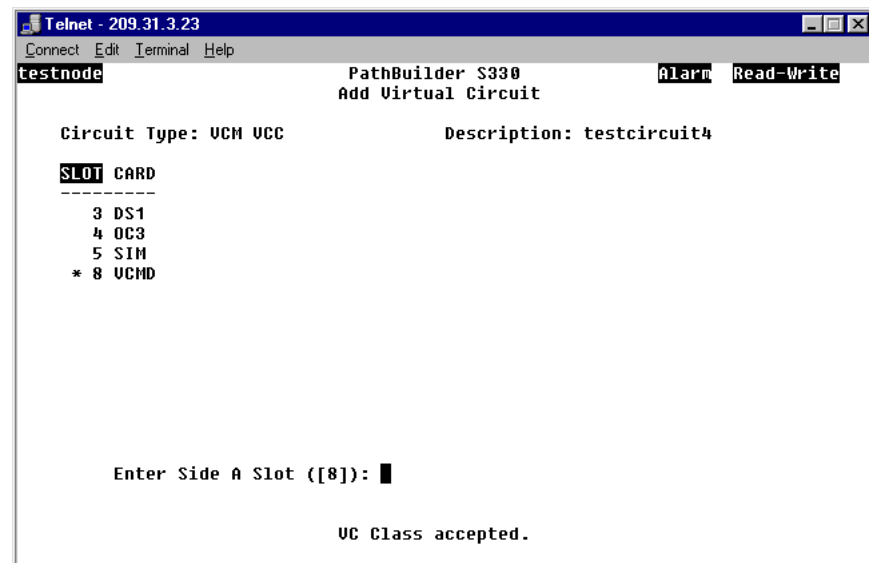 Telnet - 209.31.3.23
Connect Edit Terminal Help
testnode PathBuilder S330 Alarm Read-Write
Add Virtual Circuit
Circuit Type: VCM VCC Description: testcircuit4
SLOT CARD
---------
3 DS1
4 OC3
5 SIM
* 8 VCMD
Enter Side A Slot ([8]):
VC Class accepted.